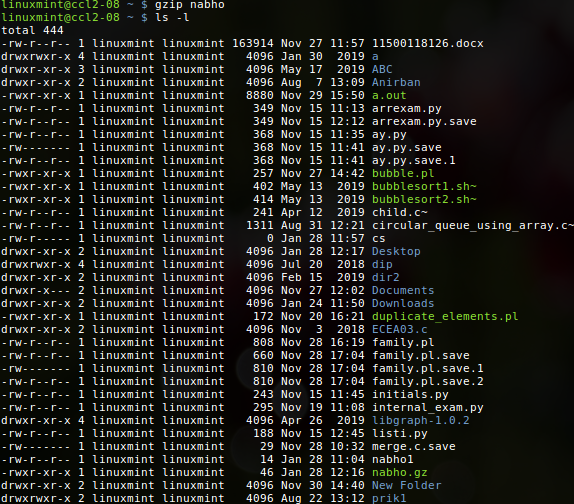 linuxmint@ccl2-08 ~ $ gzip nabho
linuxmint@ccl2-08 ~ $ ls -l
total 444
-rw-r--r-- 1 linuxmint linuxmint 163914 Nov 27 11:57 11500118126.docx
drwxrwxr-x 4 linuxmint linuxmint   4096 Jan 30  2019 a
drwxrwxr-x 3 linuxmint linuxmint   4096 May 17  2019 ABC
drwxr-xr-x 2 linuxmint linuxmint   4096 Aug  7 13:09 Anirban
-rwxr-xr-x 1 linuxmint linuxmint   8880 Nov 29 15:50 a.out
-rw-r--r-- 1 linuxmint linuxmint    349 Nov 15 11:13 arrexam.py
-rw-r--r-- 1 linuxmint linuxmint    349 Nov 15 12:12 arrexam.py.save
-rw-r--r-- 1 linuxmint linuxmint    368 Nov 15 11:35 ay.py
-rw------- 1 linuxmint linuxmint    368 Nov 15 11:41 ay.py.save
-rw-r--r-- 1 linuxmint linuxmint    368 Nov 15 11:41 ay.py.save.1
-rwxr-xr-x 1 linuxmint linuxmint    257 Nov 27 14:42 bubble.pl
-rwxr-xr-x 1 linuxmint linuxmint    402 May 13  2019 bubblesort1.sh~
-rwxr-xr-x 1 linuxmint linuxmint    414 May 13  2019 bubblesort2.sh~
-rw-r--r-- 1 linuxmint linuxmint    241 Apr 12  2019 child.c~
-rw-r--r-- 1 linuxmint linuxmint   1311 Aug 31 12:21 circular_queue_using_array.c~
-rw-r--r-- 1 linuxmint linuxmint      0 Jan 28 11:57 cs
drwxr-xr-x 2 linuxmint linuxmint   4096 Jan 28 12:17 Desktop
drwxrwxr-x 4 linuxmint linuxmint   4096 Jul 20  2018 dip
drwxr-xr-x 2 linuxmint linuxmint   4096 Feb 15  2019 dir2
drwxr-x--- 2 linuxmint linuxmint   4096 Nov 27 12:02 Documents
drwxr-xr-x 2 linuxmint linuxmint   4096 Jan 24 11:50 Downloads
-rwxr-xr-x 1 linuxmint linuxmint    172 Nov 20 16:21 duplicate_elements.pl
drwxr-xr-x 2 linuxmint linuxmint   4096 Nov  3  2018 ECEA03.c
-rw-r--r-- 1 linuxmint linuxmint    808 Nov 28 16:19 family.pl
-rw-r--r-- 1 linuxmint linuxmint    660 Nov 28 17:04 family.pl.save
-rw------- 1 linuxmint linuxmint    810 Nov 28 17:04 family.pl.save.1
-rw-r--r-- 1 linuxmint linuxmint    810 Nov 28 17:04 family.pl.save.2
-rw-r--r-- 1 linuxmint linuxmint    243 Nov 15 11:45 initials.py
-rw-r--r-- 1 linuxmint linuxmint    295 Nov 19 11:08 internal_exam.py
drwxr-xr-x 4 linuxmint linuxmint   4096 Apr 26  2019 libgraph-1.0.2
-rw-r--r-- 1 linuxmint linuxmint    188 Nov 15 12:45 listi.py
-rw------- 1 linuxmint linuxmint     29 Nov 28 10:32 merge.c.save
-rw-r--r-- 1 linuxmint linuxmint     14 Jan 28 11:04 nabho1
-rwxr-xr-x 1 linuxmint linuxmint     46 Jan 28 12:16 nabho.gz
drwxr-xr-x 2 linuxmint linuxmint   4096 Nov 30 14:40 New Folder
drwxrwxr-x 2 linuxmint linuxmint   4096 Aug 22 13:12 prik1